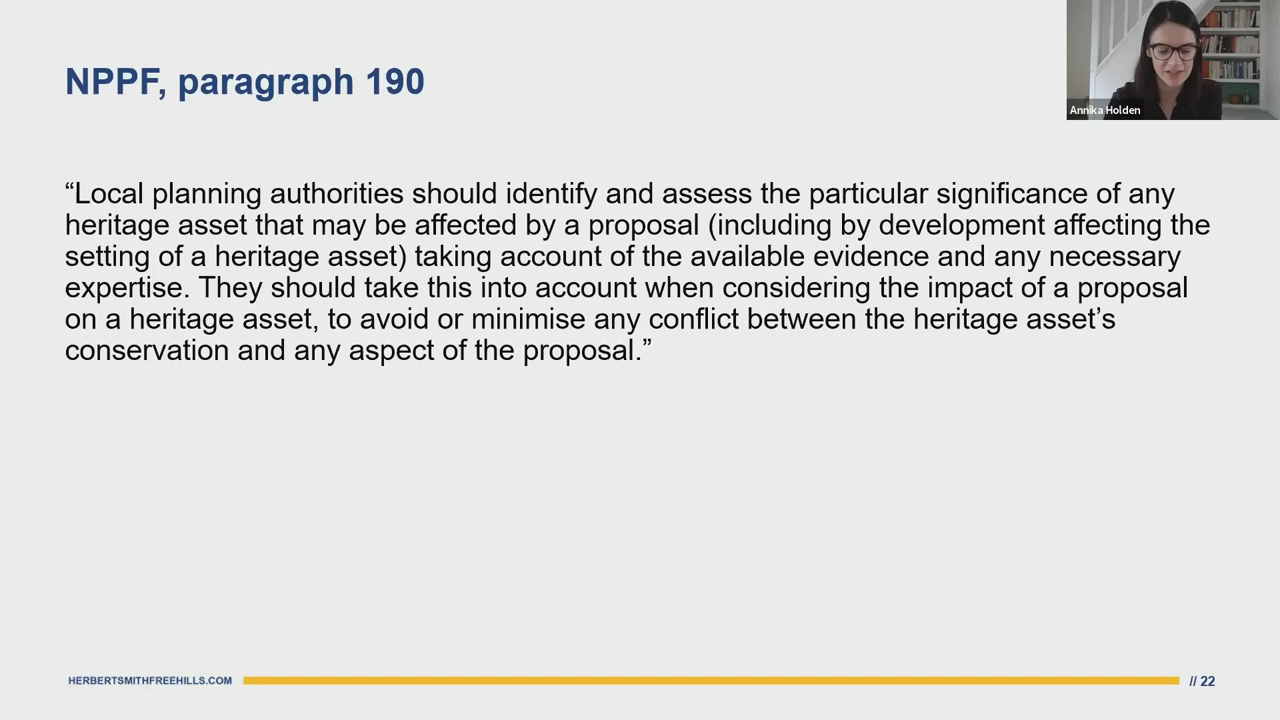 NPPF, paragraph 190
Annika Holden
“Local planning authorities should identify and assess the particular significance of any
heritage asset that may be affected by a proposal (including by development affecting the
setting of a heritage asset) taking account of the available evidence and any necessary
expertise. They should take this into account when considering the impact of a proposal
on a heritage asset, to avoid or minimise any conflict between the heritage asset’s
conservation and any aspect of the proposal.”
HERBERTSMITHFREEHILLS.COM
// 22